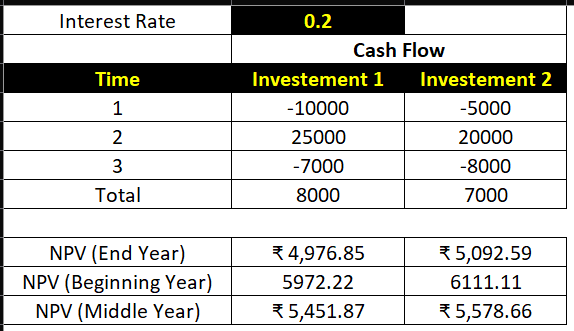 Interest Rate 0.2
Cash Flow
Time Investement 1 Investement 2
1 -10000 -5000
2 25000 20000
3 -7000 -8000
Total 8000 7000
NPV (End Year) ₹ 4,976.85 ₹ 5,092.59
NPV (Beginning Year) 5972.22 6111.11
NPV (Middle Year) ₹ 5,451.87 ₹ 5,578.66